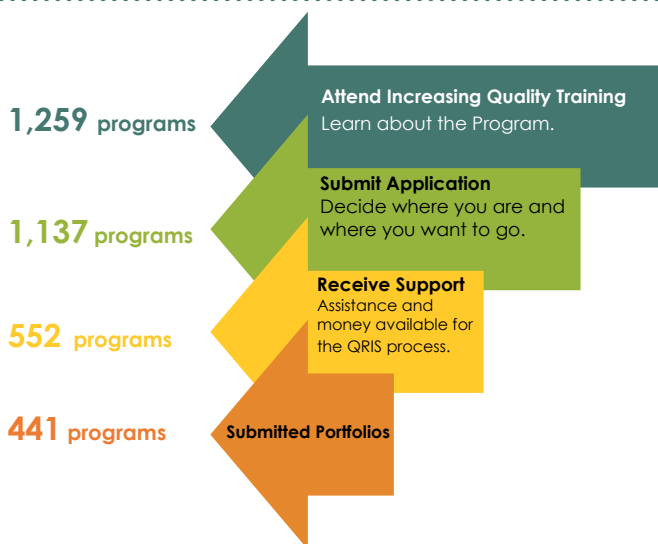 1,259 programs
Attend Increasing Quality Training
Learn about the Program.
1,137 programs
Submit Application
Decide where you are and
where you want to go.
552 programs
Receive Support
Assistance and
money available for
the QRIS process.
441 programs
Submitted Portfolios